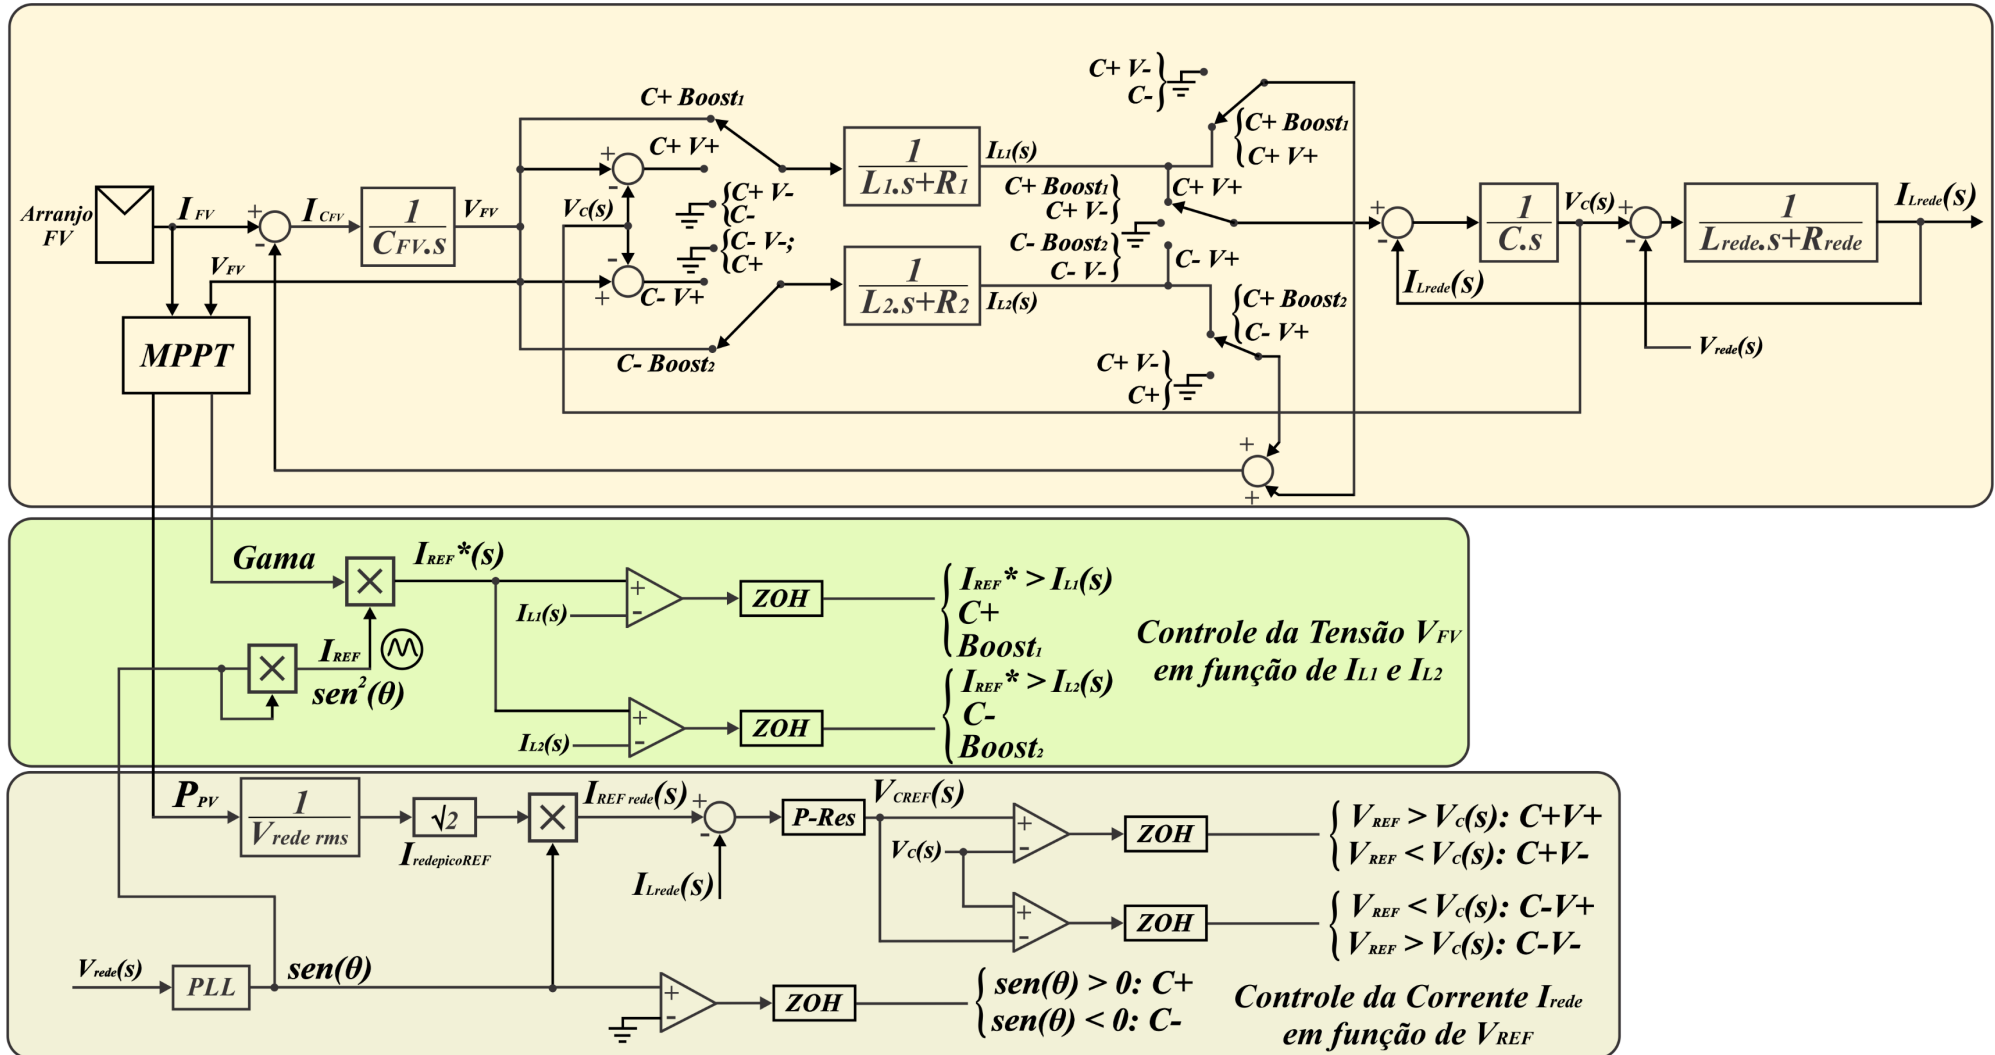 C+ V-
C-
C+ Boost₁
C+ V+
C+ Boost₁
C+ V+
Arranjo
FV
I FV
+
-
I CFV
1
CFV.s
VFV
VFV
MPPT
+
-
VC(s)
-
+
C+ V-
C-
C- V-;
C+
C- V+
C- Boost₂
1
L1.s+R1
IL1(s)
1
L2.s+R2
IL2(s)
C+ Boost₁
C+ V-
C+ V+
C- Boost₂
C- V-
C- V+
C+ Boost₂
C- V+
C+ V-
C+
+
+
+
-
1
C.s
VC(s)
+
-
1
Lrede.s+Rrede
ILrede(s)
ILrede(s)
Vrede(s)
Gama
×
IREF*(s)
IL1(s)
+
-
ZOH
IREF* > IL1(s)
C+
Boost₁
×
IREF
sen²(θ)
IL2(s)
+
-
ZOH
IREF* > IL2(s)
C-
Boost₂
Controle da Tensão VFV
em função de IL1 e IL2
PPV
1
Vrede rms
√2
IredepicoREF
×
IREF rede(s)
+
-
ILrede(s)
P-Res
VCREF(s)
VC(s)
+
-
ZOH
VREF > VC(s): C+V+
VREF < VC(s): C+V-
+
-
ZOH
VREF < VC(s): C-V+
VREF > VC(s): C-V-
Vrede(s)
PLL
sen(θ)
+
-
ZOH
sen(θ) > 0: C+
sen(θ) < 0: C-
Controle da Corrente Irede
em função de VREF